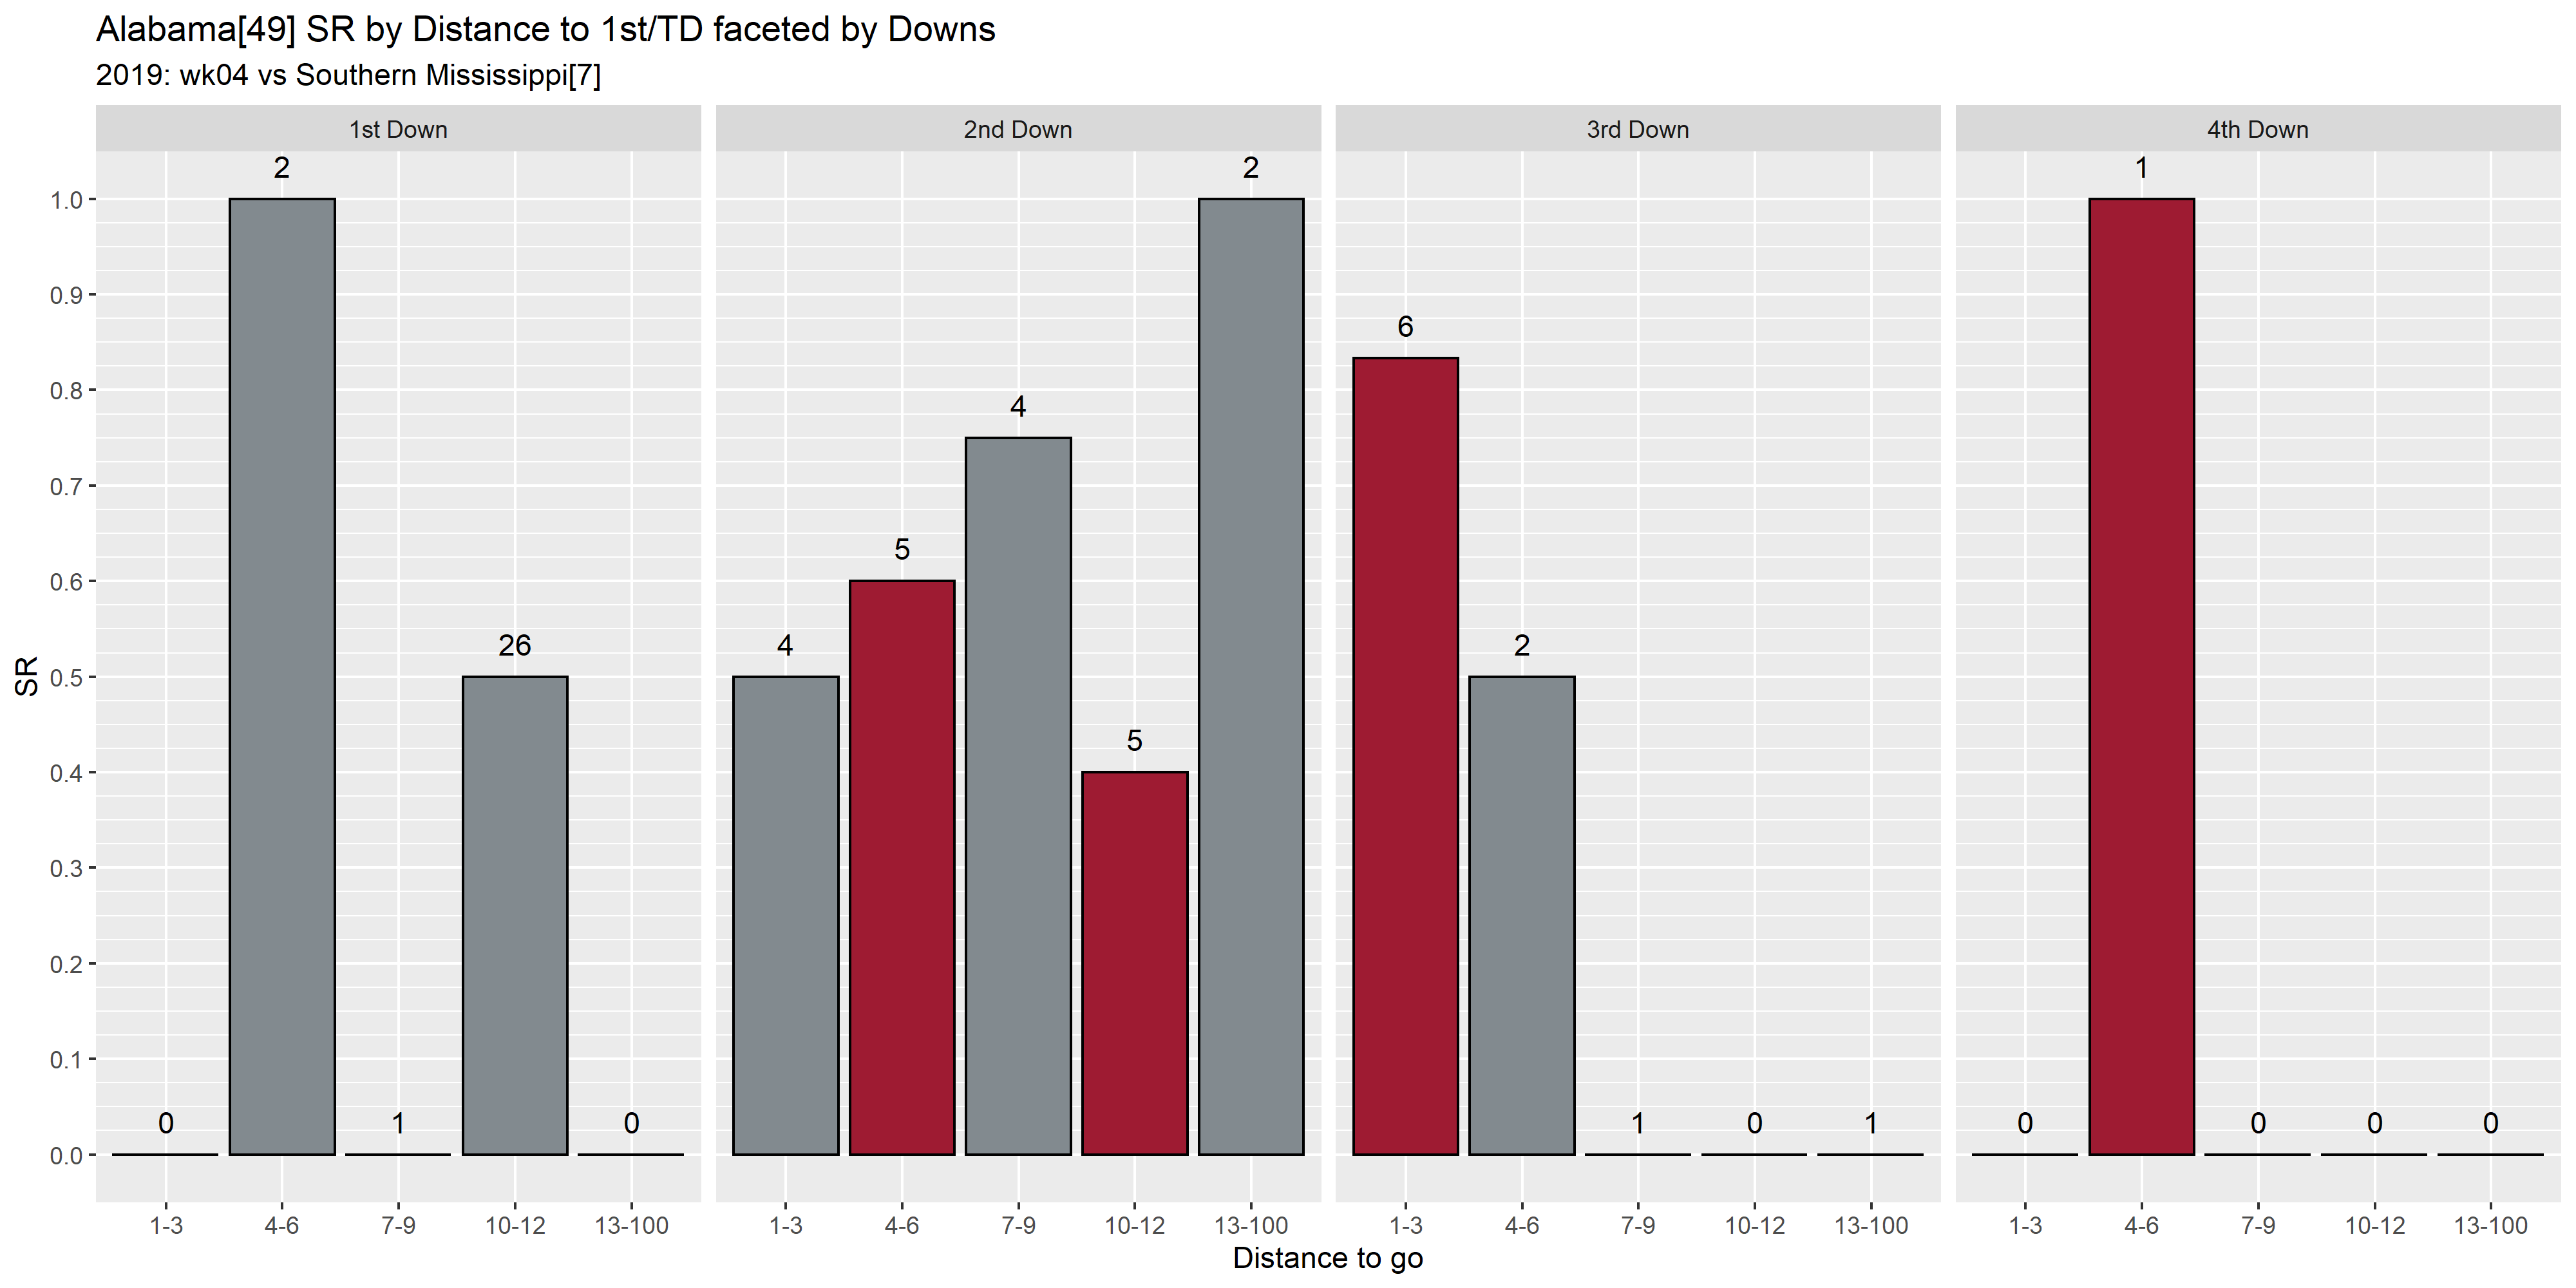 Alabama[49] SR by Distance to 1st/TD faceted by Downs
2019: wk04 vs Southern Mississippi[7]
1st Down
2nd Down
3rd Down
4th Down
SR
1.0
0.9
0.8
0.7
0.6
0.5
0.4
0.3
0.2
0.1
0.0
0 2 1 26 0
4 5 4 5 2
6 2 1 0 1
0 1 0 0 0
1-3 4-6 7-9 10-12 13-100
1-3 4-6 7-9 10-12 13-100
1-3 4-6 7-9 10-12 13-100
1-3 4-6 7-9 10-12 13-100
Distance to go